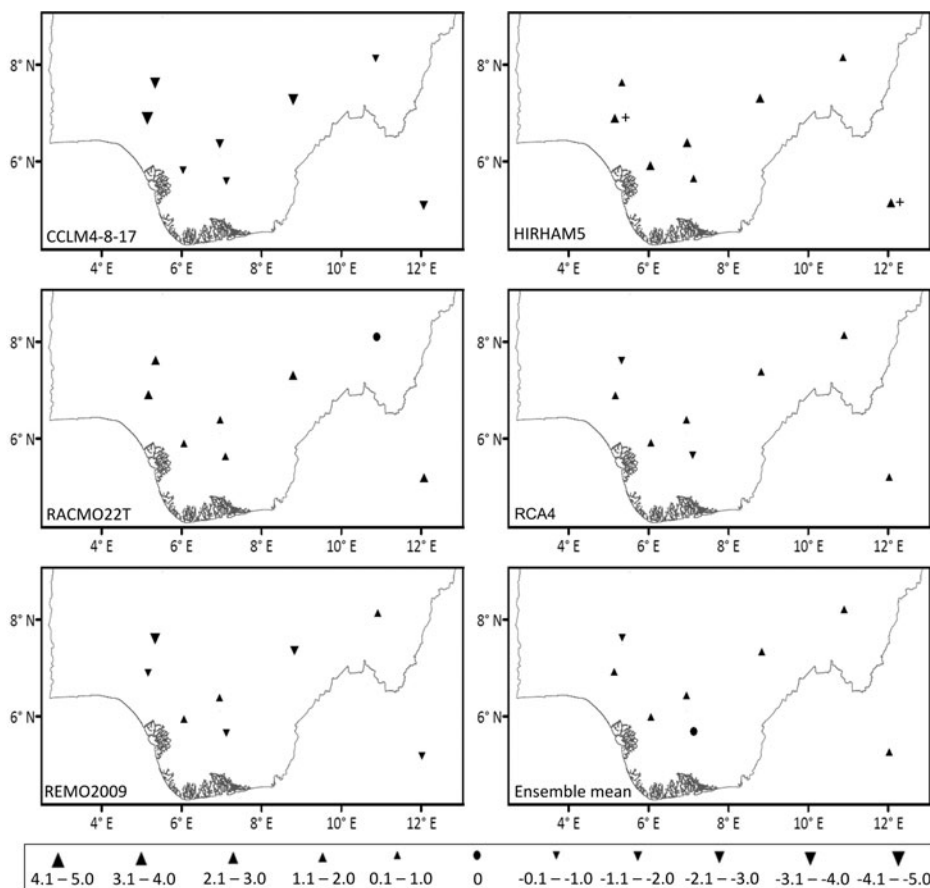 8° N
6° N
CCLM4-8-17
4° E 6° E 8° E 10° E 12° E
8° N
6° N
+
+
HIRHAM5
4° E 6° E 8° E 10° E 12° E
8° N
6° N
RACMO22T
4° E 6° E 8° E 10° E 12° E
8° N
6° N
RCA4
4° E 6° E 8° E 10° E 12° E
8° N
6° N
REMO2009
4° E 6° E 8° E 10° E 12° E
8° N
6° N
Ensemble mean
4° E 6° E 8° E 10° E 12° E
4.1 – 5.0 3.1 – 4.0 2.1 – 3.0 1.1 – 2.0 0.1 – 1.0 0 -0.1 – -1.0 -1.1 – -2.0 -2.1 – -3.0 -3.1 – -4.0 -4.1 – -5.0